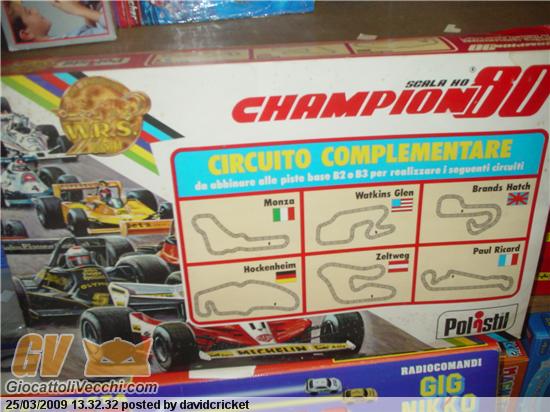 SCALA HO
CHAMPION 80
W.R.S.
CIRCUITO COMPLEMENTARE
da abbinare alle piste base B2 o B3 per realizzare i seguenti circuiti
Monza
Watkins Glen
Brands Hatch
Hockenheim
Zeltweg
Paul Ricard
OLYMPUS
MICHELIN
Polistil
RADIOCOMANDI
GIG
NIKKO
GV
GiocattoliVecchi.com
25/03/2009 13.32.32 posted by davidcricket